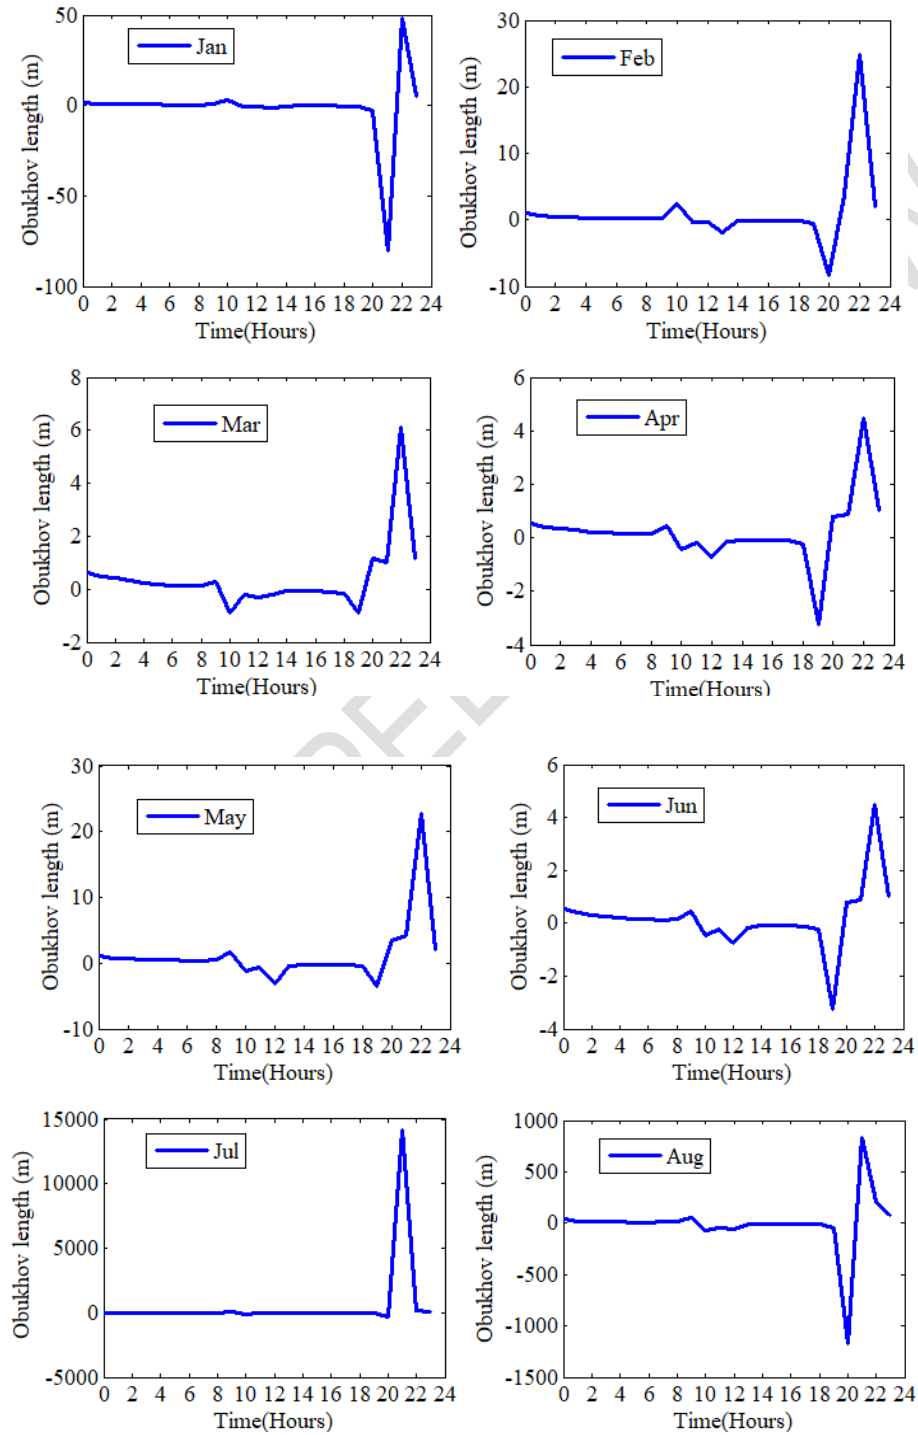 Jan
Obukhov length (m)
50
0
-50
-100
0 2 4 6 8 10 12 14 16 18 20 22 24
Time(Hours)
Feb
Obukhov length (m)
30
20
10
0
-10
0 2 4 6 8 10 12 14 16 18 20 22 24
Time(Hours)
Mar
Obukhov length (m)
8
6
4
2
0
-2
0 2 4 6 8 10 12 14 16 18 20 22 24
Time(Hours)
Apr
Obukhov length (m)
6
4
2
0
-2
-4
0 2 4 6 8 10 12 14 16 18 20 22 24
Time(Hours)
May
Obukhov length (m)
30
20
10
0
-10
0 2 4 6 8 10 12 14 16 18 20 22 24
Time(Hours)
Jun
Obukhov length (m)
6
4
2
0
-2
-4
0 2 4 6 8 10 12 14 16 18 20 22 24
Time(Hours)
Jul
Obukhov length (m)
15000
10000
5000
0
-5000
0 2 4 6 8 10 12 14 16 18 20 22 24
Time(Hours)
Aug
Obukhov length (m)
1000
500
0
-500
-1000
-1500
0 2 4 6 8 10 12 14 16 18 20 22 24
Time(Hours)